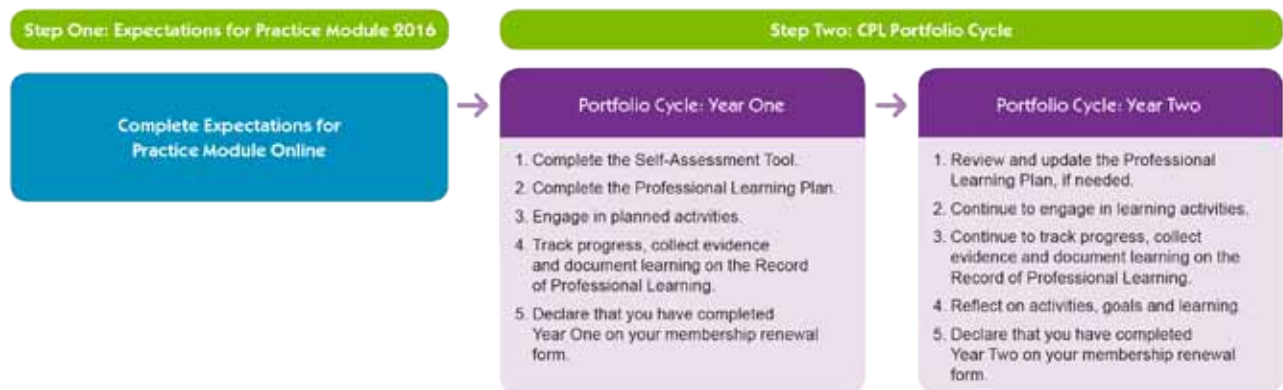 Step One: Expectations for Practice Module 2016
Complete Expectations for
Practice Module Online
Step Two: CPL Portfolio Cycle
Portfolio Cycle: Year One
1. Complete the Self-Assessment Tool.
2. Complete the Professional Learning Plan.
3. Engage in planned activities.
4. Track progress, collect evidence
and document learning on the Record
of Professional Learning.
5. Declare that you have completed
Year One on your membership renewal
form.
Portfolio Cycle: Year Two
1. Review and update the Professional
Learning Plan, if needed.
2. Continue to engage in learning activities.
3. Continue to track progress, collect
evidence and document learning on the
Record of Professional Learning.
4. Reflect on activities, goals and learning.
5. Declare that you have completed
Year Two on your membership renewal
form.